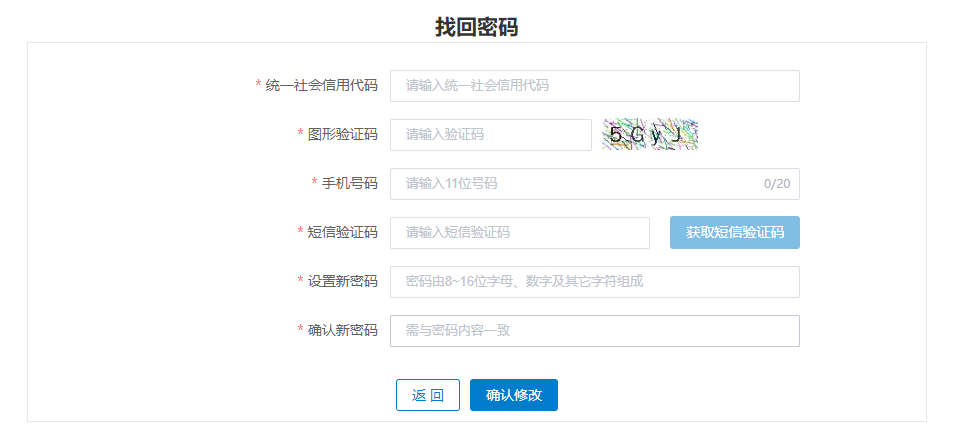 找回密码
* 统一社会信用代码 请输入统一社会信用代码
* 图形验证码 请输入验证码 5GyJ
* 手机号码 请输入11位号码 0/20
* 短信验证码 请输入短信验证码 获取短信验证码
* 设置新密码 密码由8~16位字母、数字及其它字符组成
* 确认新密码 需与密码内容一致
返 回 确认修改